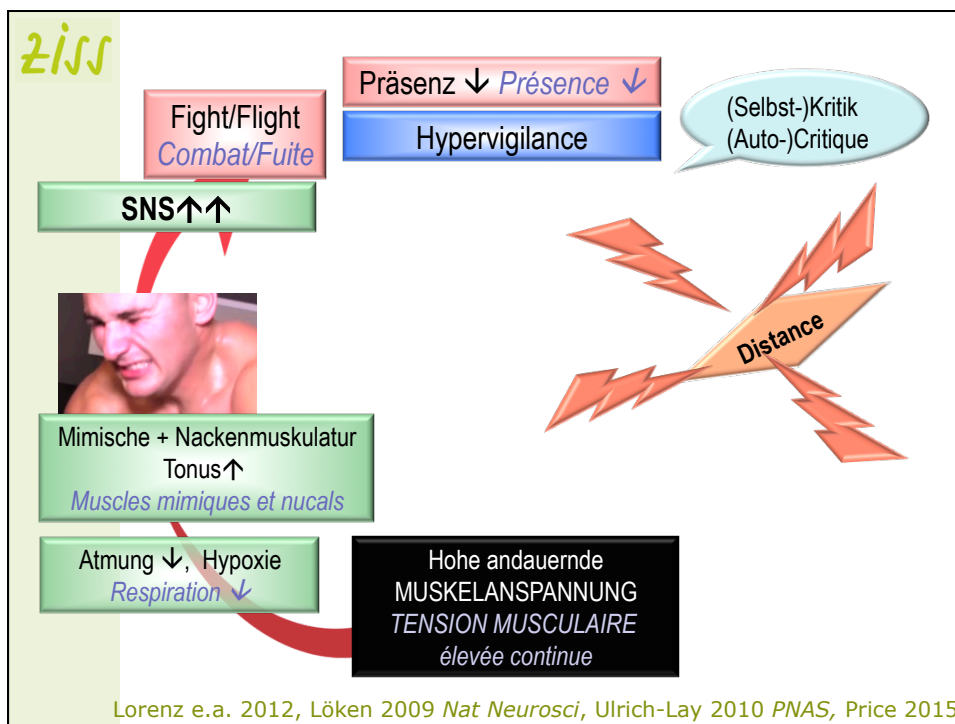 ziss
Präsenz ↓ Présence ↓
Hypervigilance
(Selbst-)Kritik
(Auto-)Critique
Fight/Flight
Combat/Fuite
SNS↑↑
Distance
Mimische + Nackenmuskulatur
Tonus↑
Muscles mimiques et nucals
Atmung ↓, Hypoxie
Respiration ↓
Hohe andauernde
MUSKELANSPANNUNG
TENSION MUSCULAIRE
élevée continue
Lorenz e.a. 2012, Löken 2009 Nat Neurosci, Ulrich-Lay 2010 PNAS, Price 2015